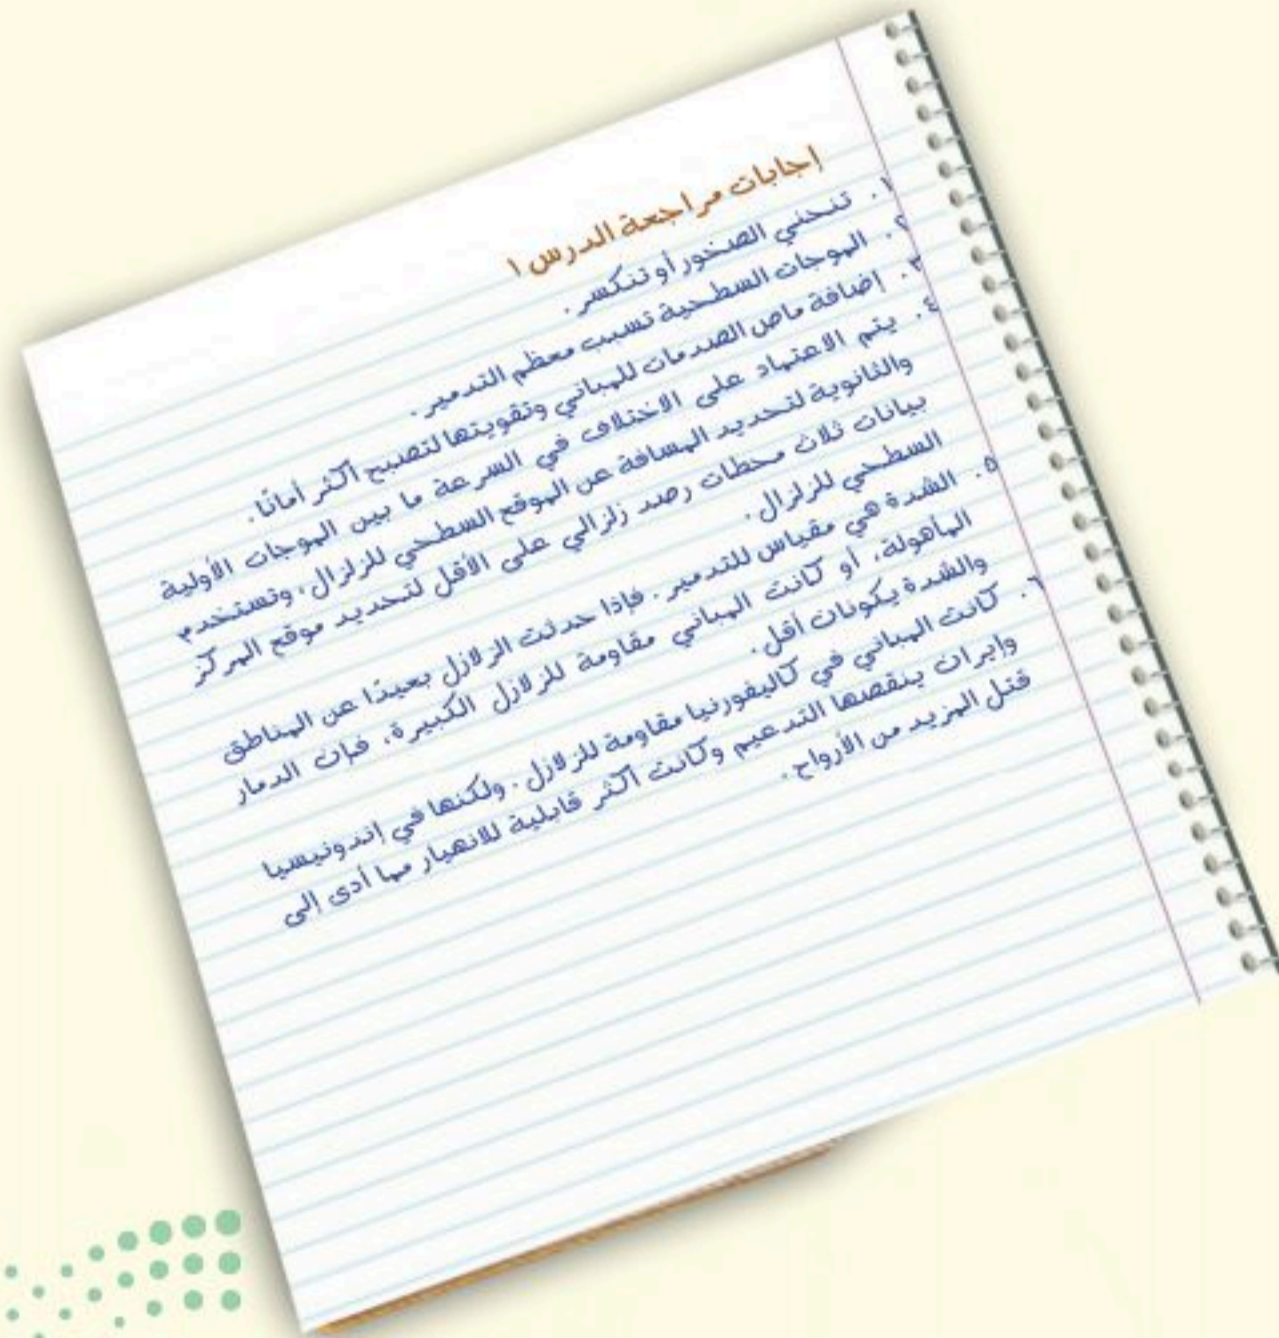 إجابات مراجعة الدرس ١
١. تنحني الصخور أو تنكسر.
٢. الموجات السطحية تسبب معظم التدمير.
٣. إضافة ماص الصدمات للمباني وتقويتها لتصبح أكثر أمانًا.
٤. يتم الاعتماد على الاختلاف في السرعة ما بين الموجات الأولية
والثانوية لتحديد المسافة عن الموقع السطحي للزلزال، وتستخدم
بيانات ثلاث محطات رصد زلزالي على الأقل لتحديد موقع المركز
السطحي للزلزال.
٥. الشدة هي مقياس للتدمير. فإذا حدثت الزلازل بعيدًا عن المناطق
المأهولة، أو كانت المباني مقاومة للزلازل الكبيرة، فإن الدمار
والشدة يكونان أقل.
٦. كانت المباني في كاليفورنيا مقاومة للزلازل. ولكنها في إندونيسيا
وإيران ينقصها التدعيم وكانت أكثر قابلية للانهيار مما أدى إلى
قتل المزيد من الأرواح.